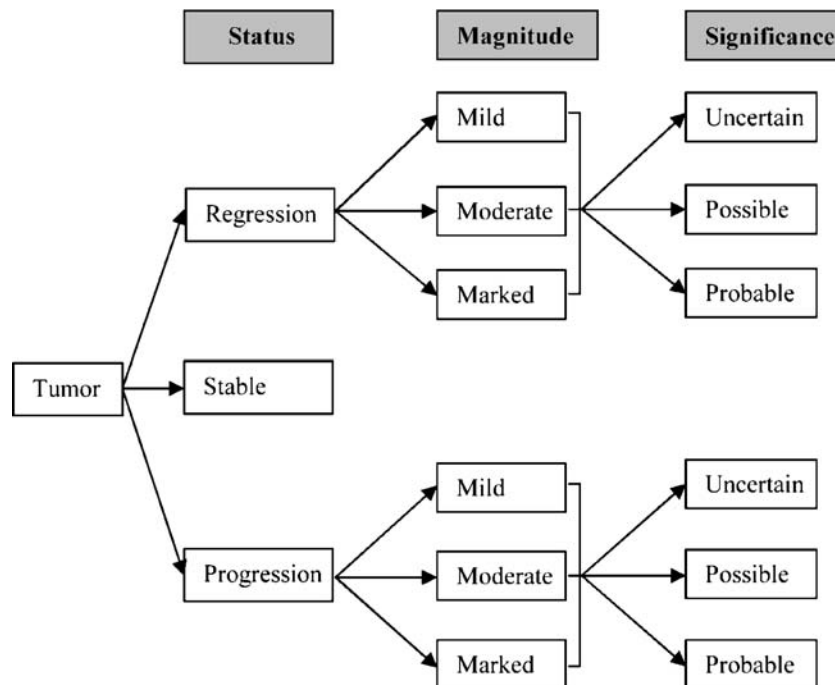 Status
Magnitude
Significance
Mild
Uncertain
Regression
Moderate
Possible
Marked
Probable
Tumor
Stable
Mild
Uncertain
Progression
Moderate
Possible
Marked
Probable